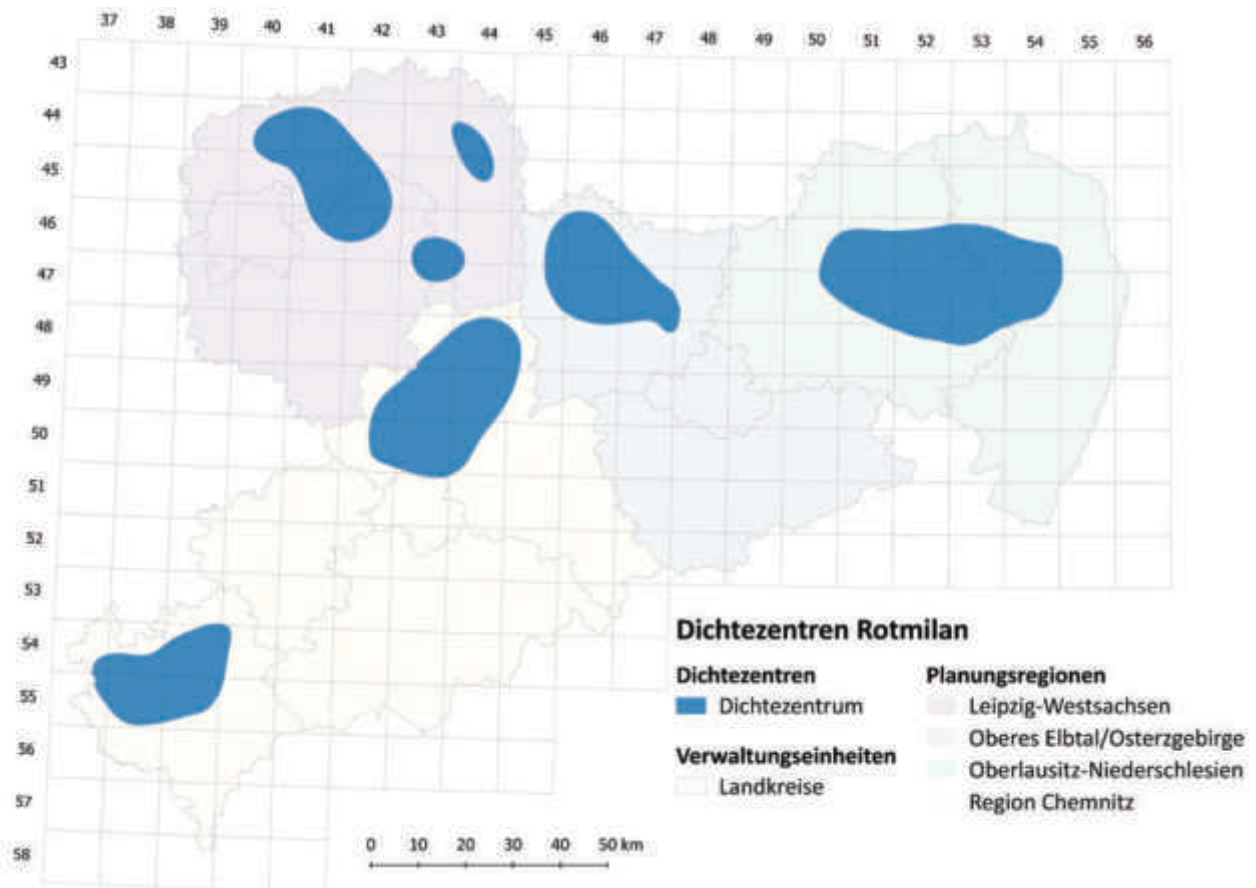 37 38 39 40 41 42 43 44 45 46 47 48 49 50 51 52 53 54 55 56
43
44
45
46
47
48
49
50
51
52
53
54
55
56
57
58
Dichtezentren Rotmilan
Dichtezentren
Dichtezentrum
Verwaltungseinheiten
Landkreise
Planungsregionen
Leipzig-Westsachsen
Oberes Elbtal/Osterzgebirge
Oberlausitz-Niederschlesien
Region Chemnitz
0 10 20 30 40 50 km